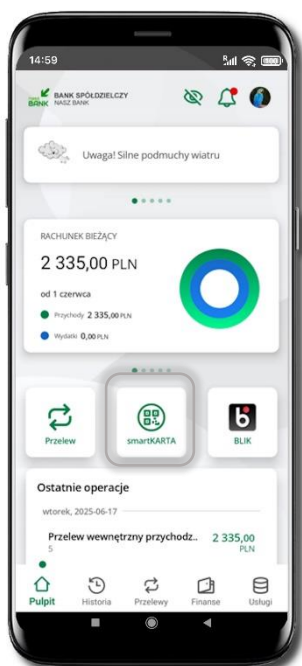 14:59
BANK SPÓŁDZIELCZY
BANK NASZ BANK
Uwaga! Silne podmuchy wiatru
RACHUNEK BIEŻĄCY
2 335,00 PLN
od 1 czerwca
Przychody 2 335,00 PLN
Wydatki 0,00 PLN
Przelew
smartKARTA
BLIK
Ostatnie operacje
wtorek, 2025-06-17
Przelew wewnętrzny przychodz.. 2 335,00
5 PLN
Pulpit Historia Przelewy Finanse Usługi